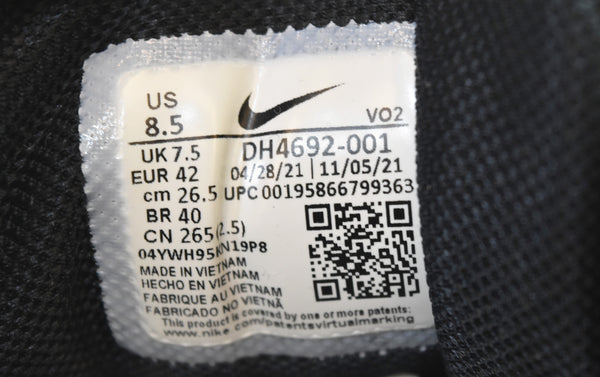 US
8.5
VO2
UK 7.5 DH4692-001
EUR 42 04/28/21 | 11/05/21
cm 26.5 UPC 00195866799363
BR 40
CN 265(2.5)
MADE IN VIETNAM
HECHO EN VIETNAM
FABRIQUE AU VIETNAM
FABRICADO NO VIETNÃ
This product is covered by one or more patents:
www.nike.com/patentsvirtualmarking